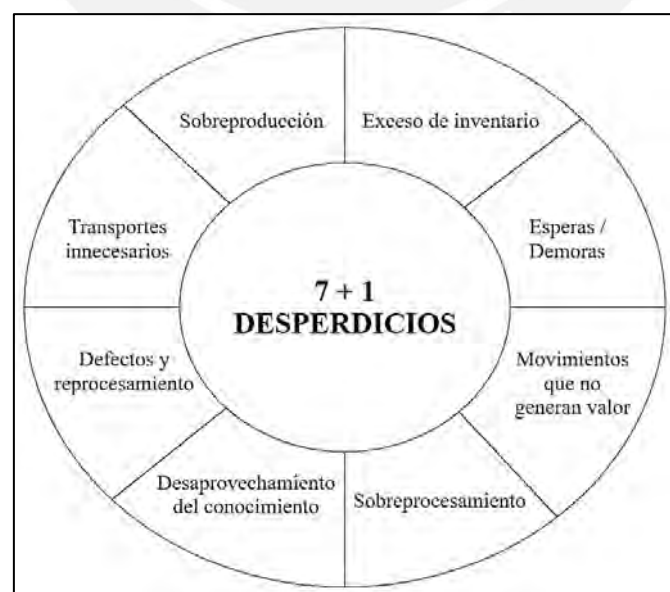 Sobreproducción
Exceso de inventario
Transportes
innecesarios
Esperas /
Demoras
7 + 1
DESPERDICIOS
Defectos y
reprocesamiento
Movimientos
que no
generan valor
Desaprovechamiento
del conocimiento
Sobreprocesamiento